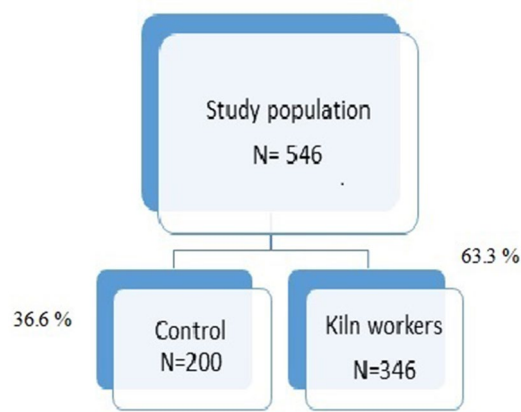 Study population
N= 546
63.3 %
36.6 %
Control
N=200
Kiln workers
N=346